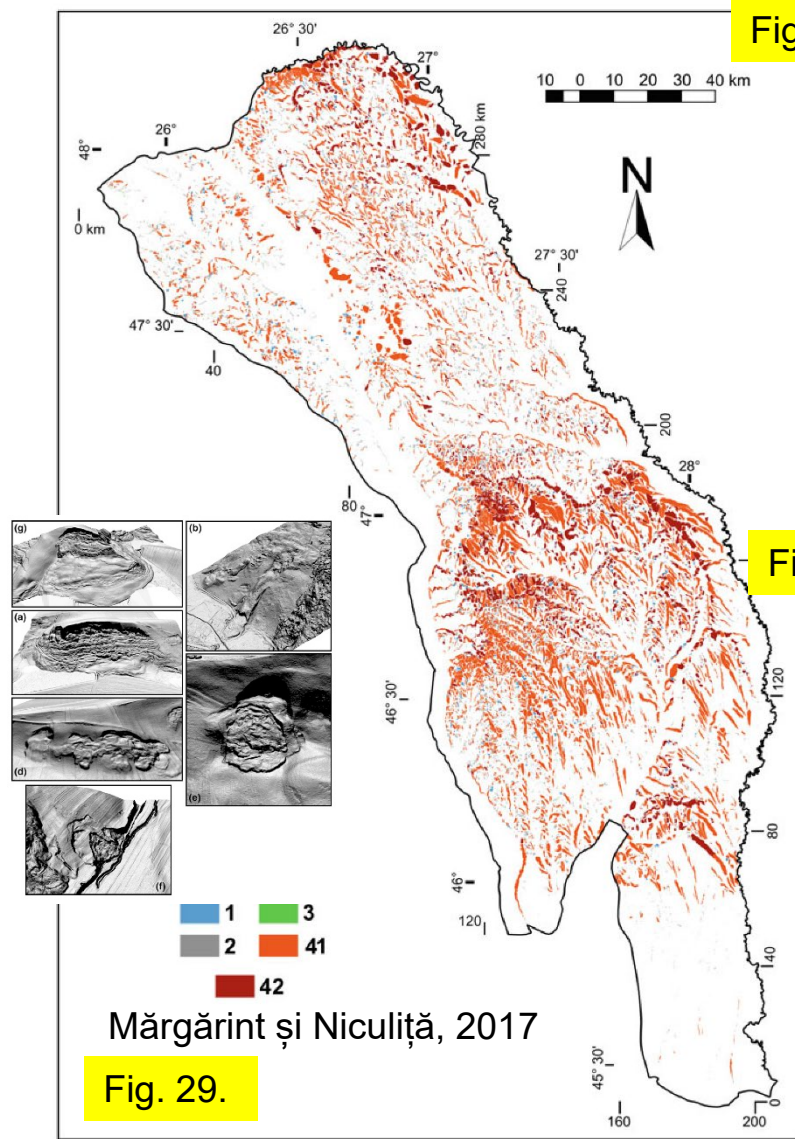 Fig
26° 30'
27°
10 0 10 20 30 40 km
26°
48°
280 km
N
0 km
27° 30'
240
47° 30'
40
200
28°
80
47°
(g)
(b)
Fi
(a)
120
46° 30'
(d)
(e)
80
(f)
46°
1
3
120
2
41
40
42
Mărgărint și Niculiță, 2017
45° 30'
Fig. 29.
0
160
200